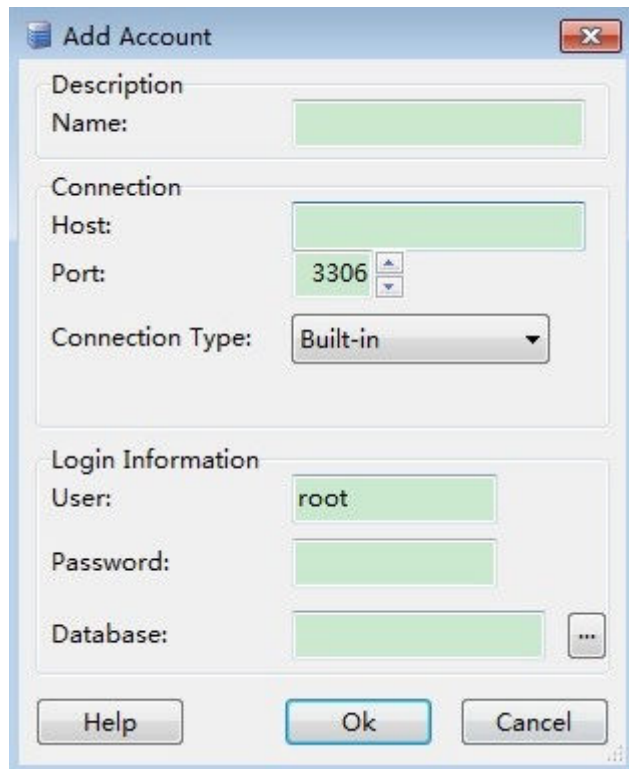 Add Account
Description
Name:
Connection
Host:
Port: 3306
Connection Type: Built-in
Login Information
User: root
Password:
Database: ...
Help Ok Cancel